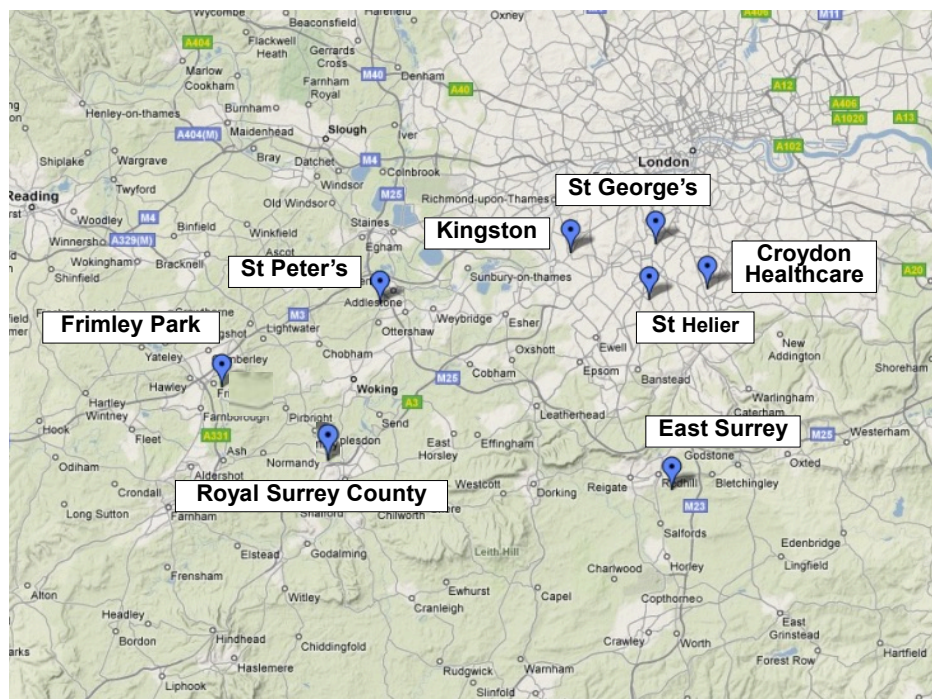 Wycombe
Beaconsfield
Oxney
A406
M11
A404
Flackwell
Heath
Gerrards
Cross
Marlow
Cookham
M40
Denham
Farnham
Royal
A40
A12
Henley-on-thames
Burnham
A406
A1020
A13
A404(M)
Maidenhead
Slough
Iver
A102
Shiplake
Wargrave
Bray
Datchet
M4
Colnbrook
London
Twyford
Windsor
M25
St George's
Reading
Old Windsor
Richmond-upon-Thames
Woodley
M4
Binfield
Winkfield
Staines
Kingston
Winnersh
A329(M)
Ascot
Egham
Croydon
Healthcare
Wokingham
Bracknell
St Peter's
Sunbury-on-thames
A20
Shinfield
Addlestone
Frimley Park
M3
Lightwater
Ottershaw
Weybridge
Esher
St Helier
Yateley
Chobham
Oxshott
Ewell
New
Addington
Shoreham
Hawley
Woking
M25
Cobham
Epsom
Banstead
Hartley
Wintney
Farnborough
Pirbright
A3
Send
Leatherhead
Warlingham
Caterham
Hook
Fleet
A331
East
Horsley
Effingham
East Surrey
M25
Westerham
Ash
Normandy
Godstone
Oxted
Odiham
Aldershot
Royal Surrey County
Westcott
Dorking
Reigate
Redhill
Bletchingley
Crondall
Long Sutton
Farnham
Shalford
Chilworth
M23
Salfords
Elstead
Godalming
Leith Hill
Edenbridge
Frensham
Charlwood
Horley
Lingfield
Alton
Witley
Ewhurst
Capel
Copthorne
Headley
Cranleigh
East
Grinstead
Bordon
Hindhead
Chiddingfold
Crawley
Worth
Haslemere
Rudgwick
Warnham
Forest Row
Hartfield
Liphook
Slinfold